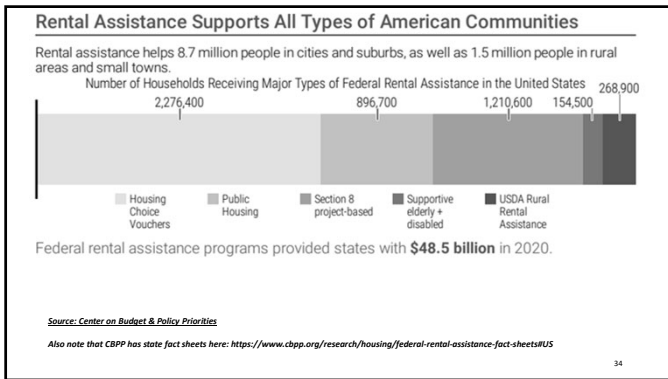 Rental Assistance Supports All Types of American Communities
Rental assistance helps 8.7 million people in cities and suburbs, as well as 1.5 million people in rural
areas and small towns.
Number of Households Receiving Major Types of Federal Rental Assistance in the United States
2,276,400 896,700 1,210,600 154,500 268,900
Housing Choice Vouchers
Public Housing
Section 8 project-based
Supportive elderly + disabled
USDA Rural Rental Assistance
Federal rental assistance programs provided states with $48.5 billion in 2020.
Source: Center on Budget & Policy Priorities
Also note that CBPP has state fact sheets here: https://www.cbpp.org/research/housing/federal-rental-assistance-fact-sheets#US
34